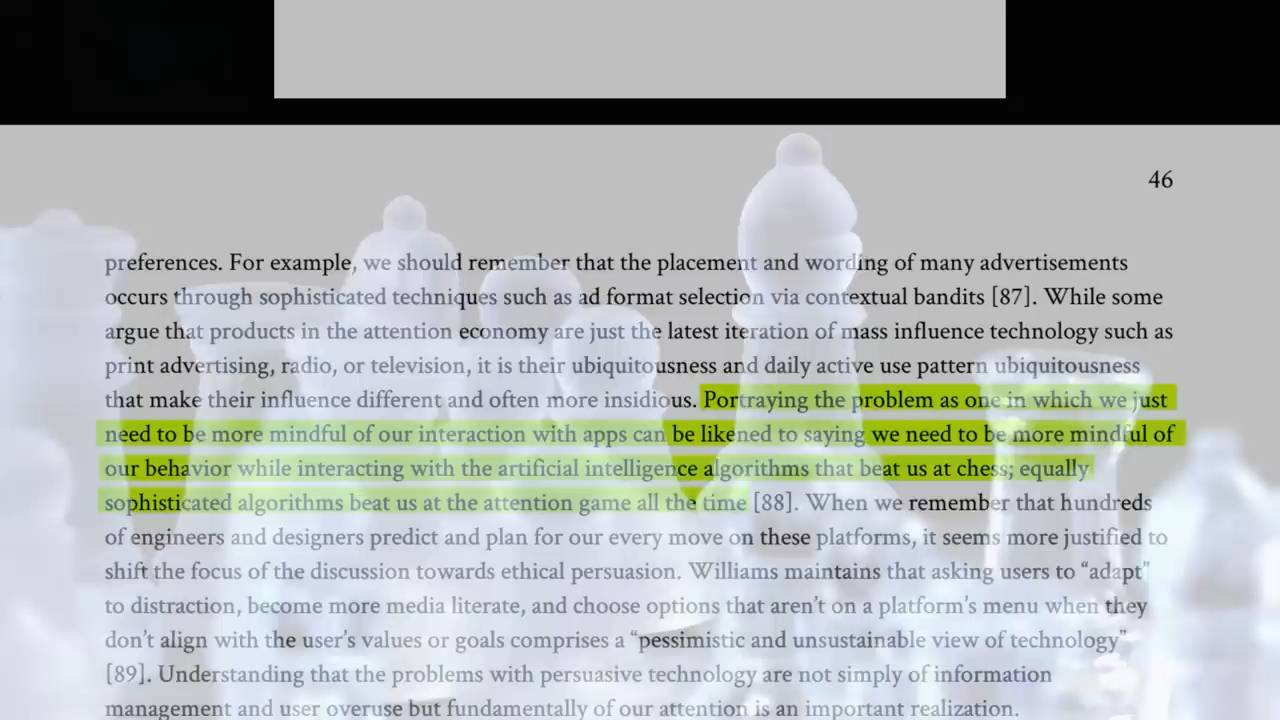 46
preferences. For example, we should remember that the placement and wording of many advertisements
occurs through sophisticated techniques such as ad format selection via contextual bandits [87]. While some
argue that products in the attention economy are just the latest iteration of mass influence technology such as
print advertising, radio, or television, it is their ubiquitousness and daily active use pattern ubiquitousness
that make their influence different and often more insidious. Portraying the problem as one in which we just
need to be more mindful of our interaction with apps can be likened to saying we need to be more mindful of
our behavior while interacting with the artificial intelligence algorithms that beat us at chess; equally
sophisticated algorithms beat us at the attention game all the time [88]. When we remember that hundreds
of engineers and designers predict and plan for our every move on these platforms, it seems more justified to
shift the focus of the discussion towards ethical persuasion. Williams maintains that asking users to “adapt”
to distraction, become more media literate, and choose options that aren’t on a platform’s menu when they
don’t align with the user’s values or goals comprises a “pessimistic and unsustainable view of technology”
[89]. Understanding that the problems with persuasive technology are not simply of information
management and user overuse but fundamentally of our attention is an important realization.